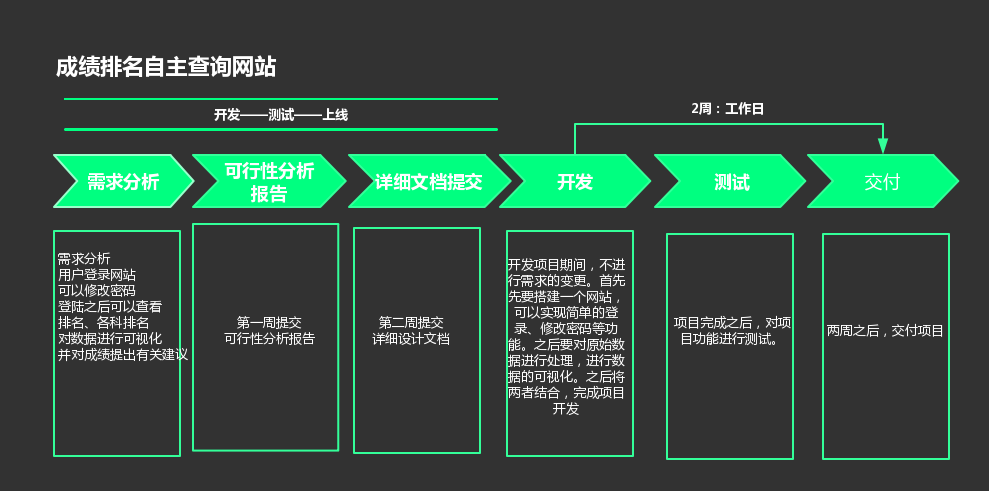 成绩排名自主查询网站
开发——测试——上线
2周：工作日
需求分析
可行性分析
报告
详细文档提交
开发
测试
交付
需求分析
用户登录网站
可以修改密码
登陆之后可以查看
排名、各科排名
对数据进行可视化
并对成绩提出有关建议
第一周提交
可行性分析报告
第二周提交
详细设计文档
开发项目期间，不进
行需求的变更。首先
先要搭建一个网站，
可以实现简单的登
录、修改密码等功
能。之后要对原始数
据进行处理，进行数
据的可视化。之后将
两者结合，完成项目
开发
项目完成之后，对项
目功能进行测试。
两周之后，交付项目